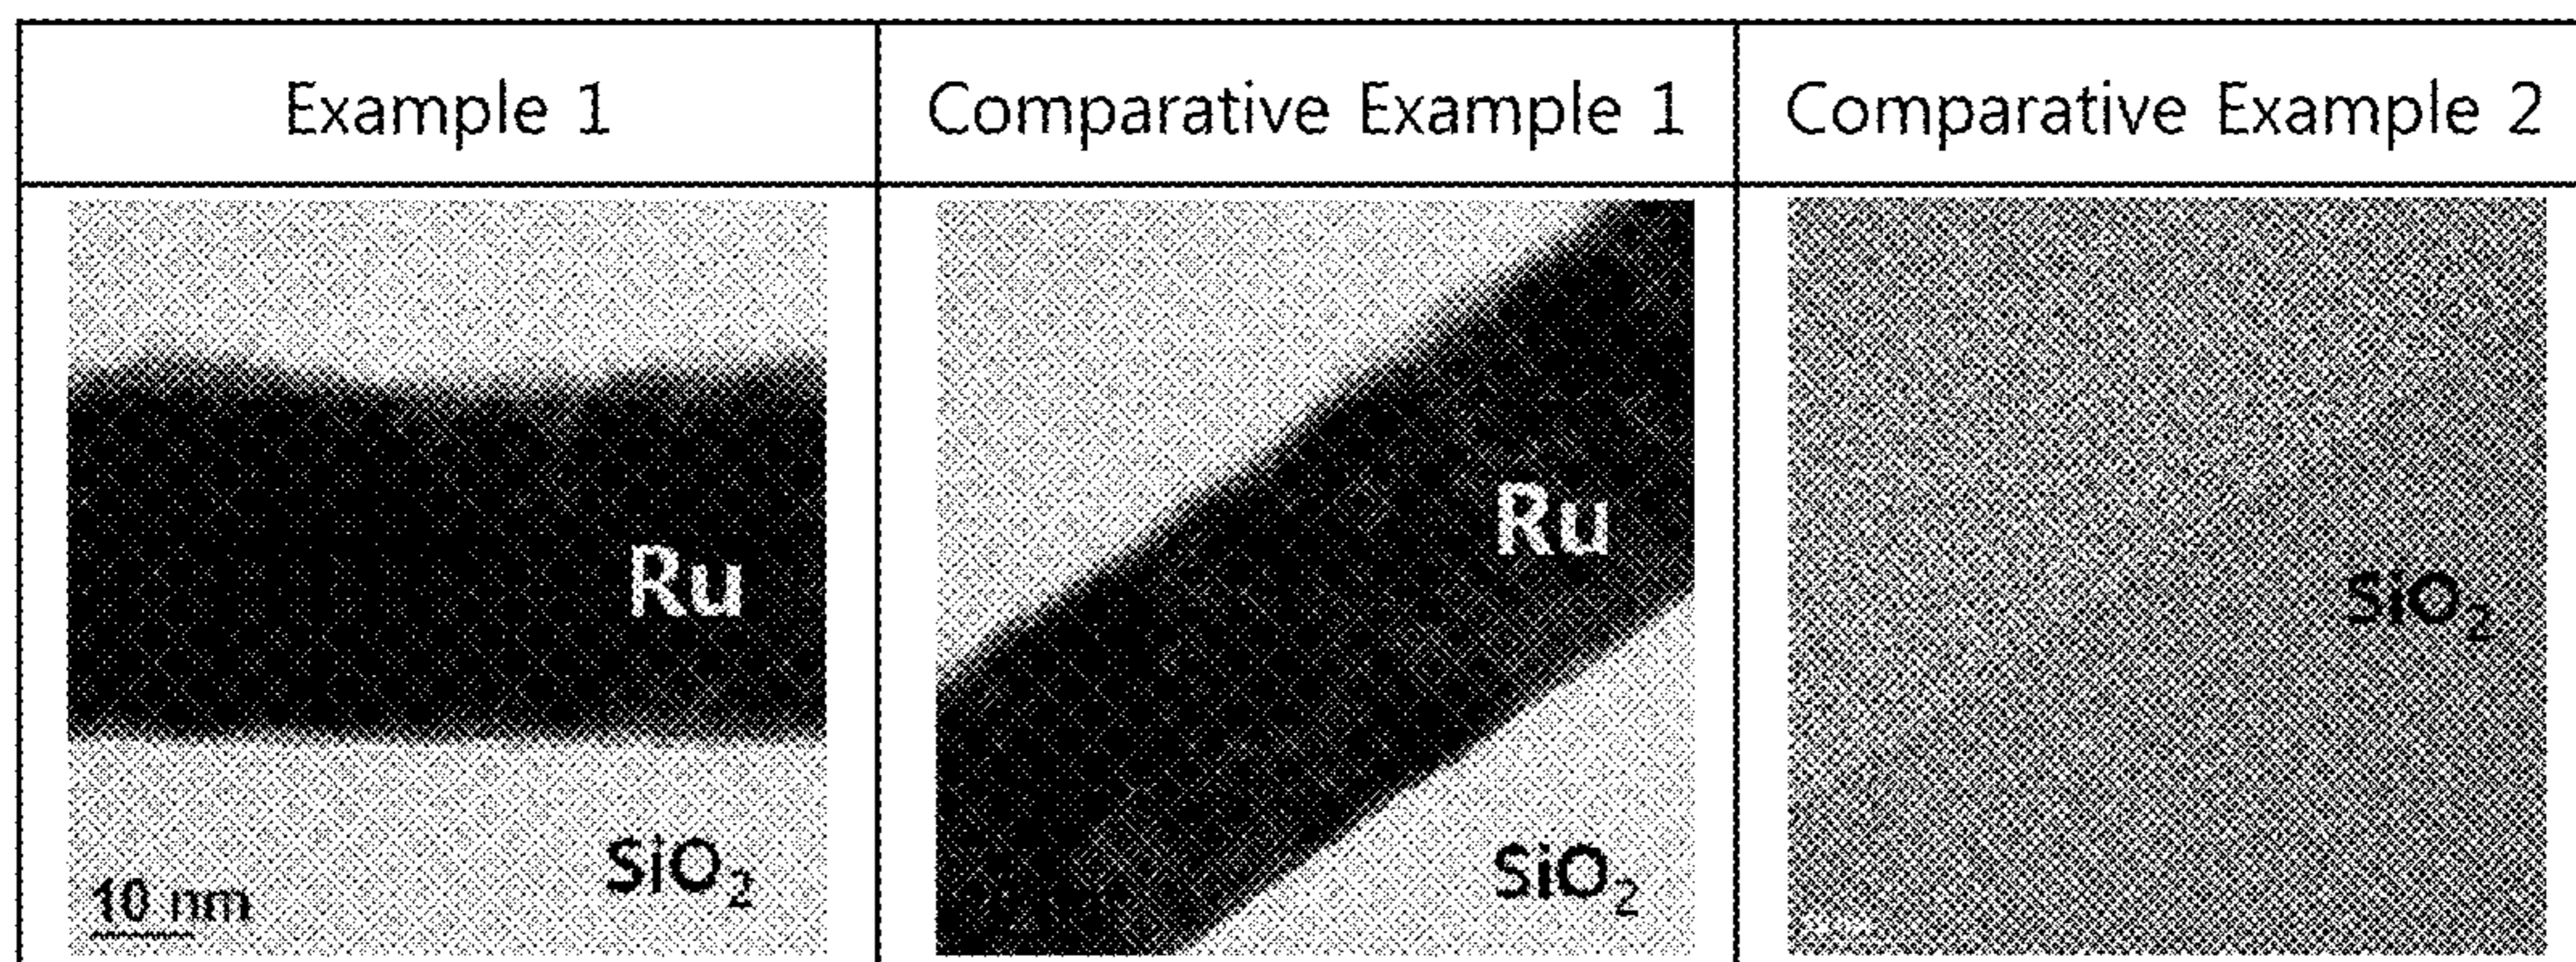 Example 1
Comparative Example 1
Comparative Example 2
Ru
SiO₂
10 nm
Ru
SiO₂
SiO₂